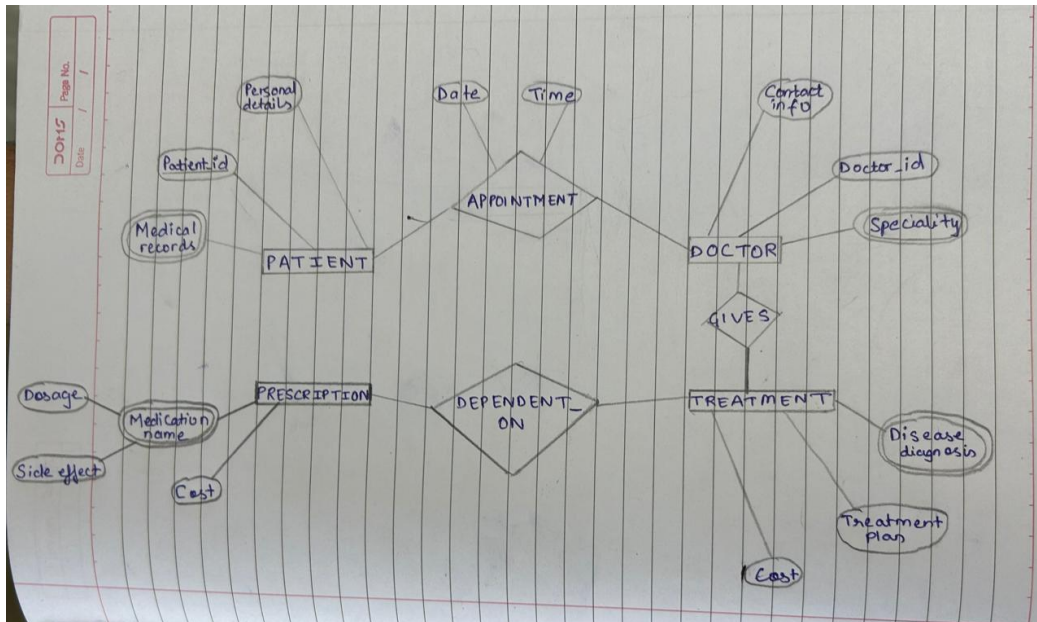 DOMS
Page No.
Date / /
Personal
details
Date
Time
Contact
info
Patient_id
Doctor_id
APPOINTMENT
Medical
records
Speciality
PATIENT
DOCTOR
GIVES
Dosage
PRESCRIPTION
DEPENDENT_
ON
TREATMENT
Medication
name
Disease
diagnosis
Side effect
Cost
Treatment
plan
Cost